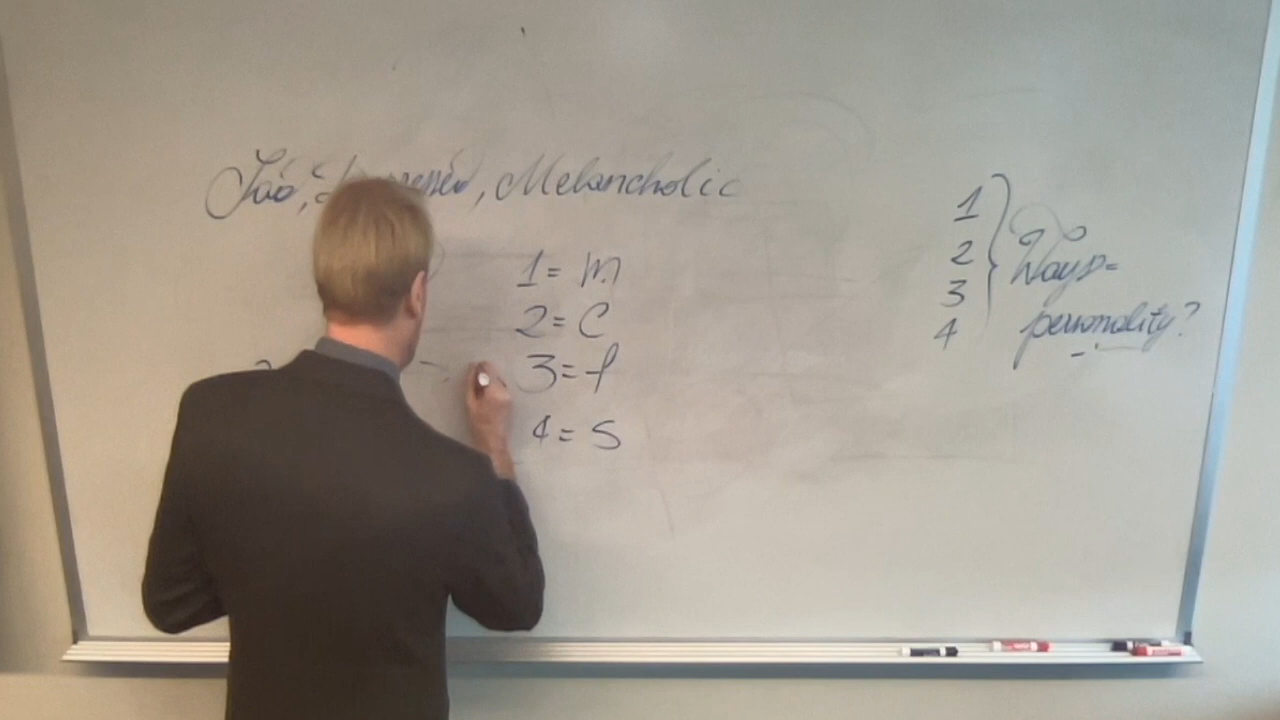 Melancholic
1 = M
2 = C
3 = f
4 = S
1
2
3
4
Ways =
personality?